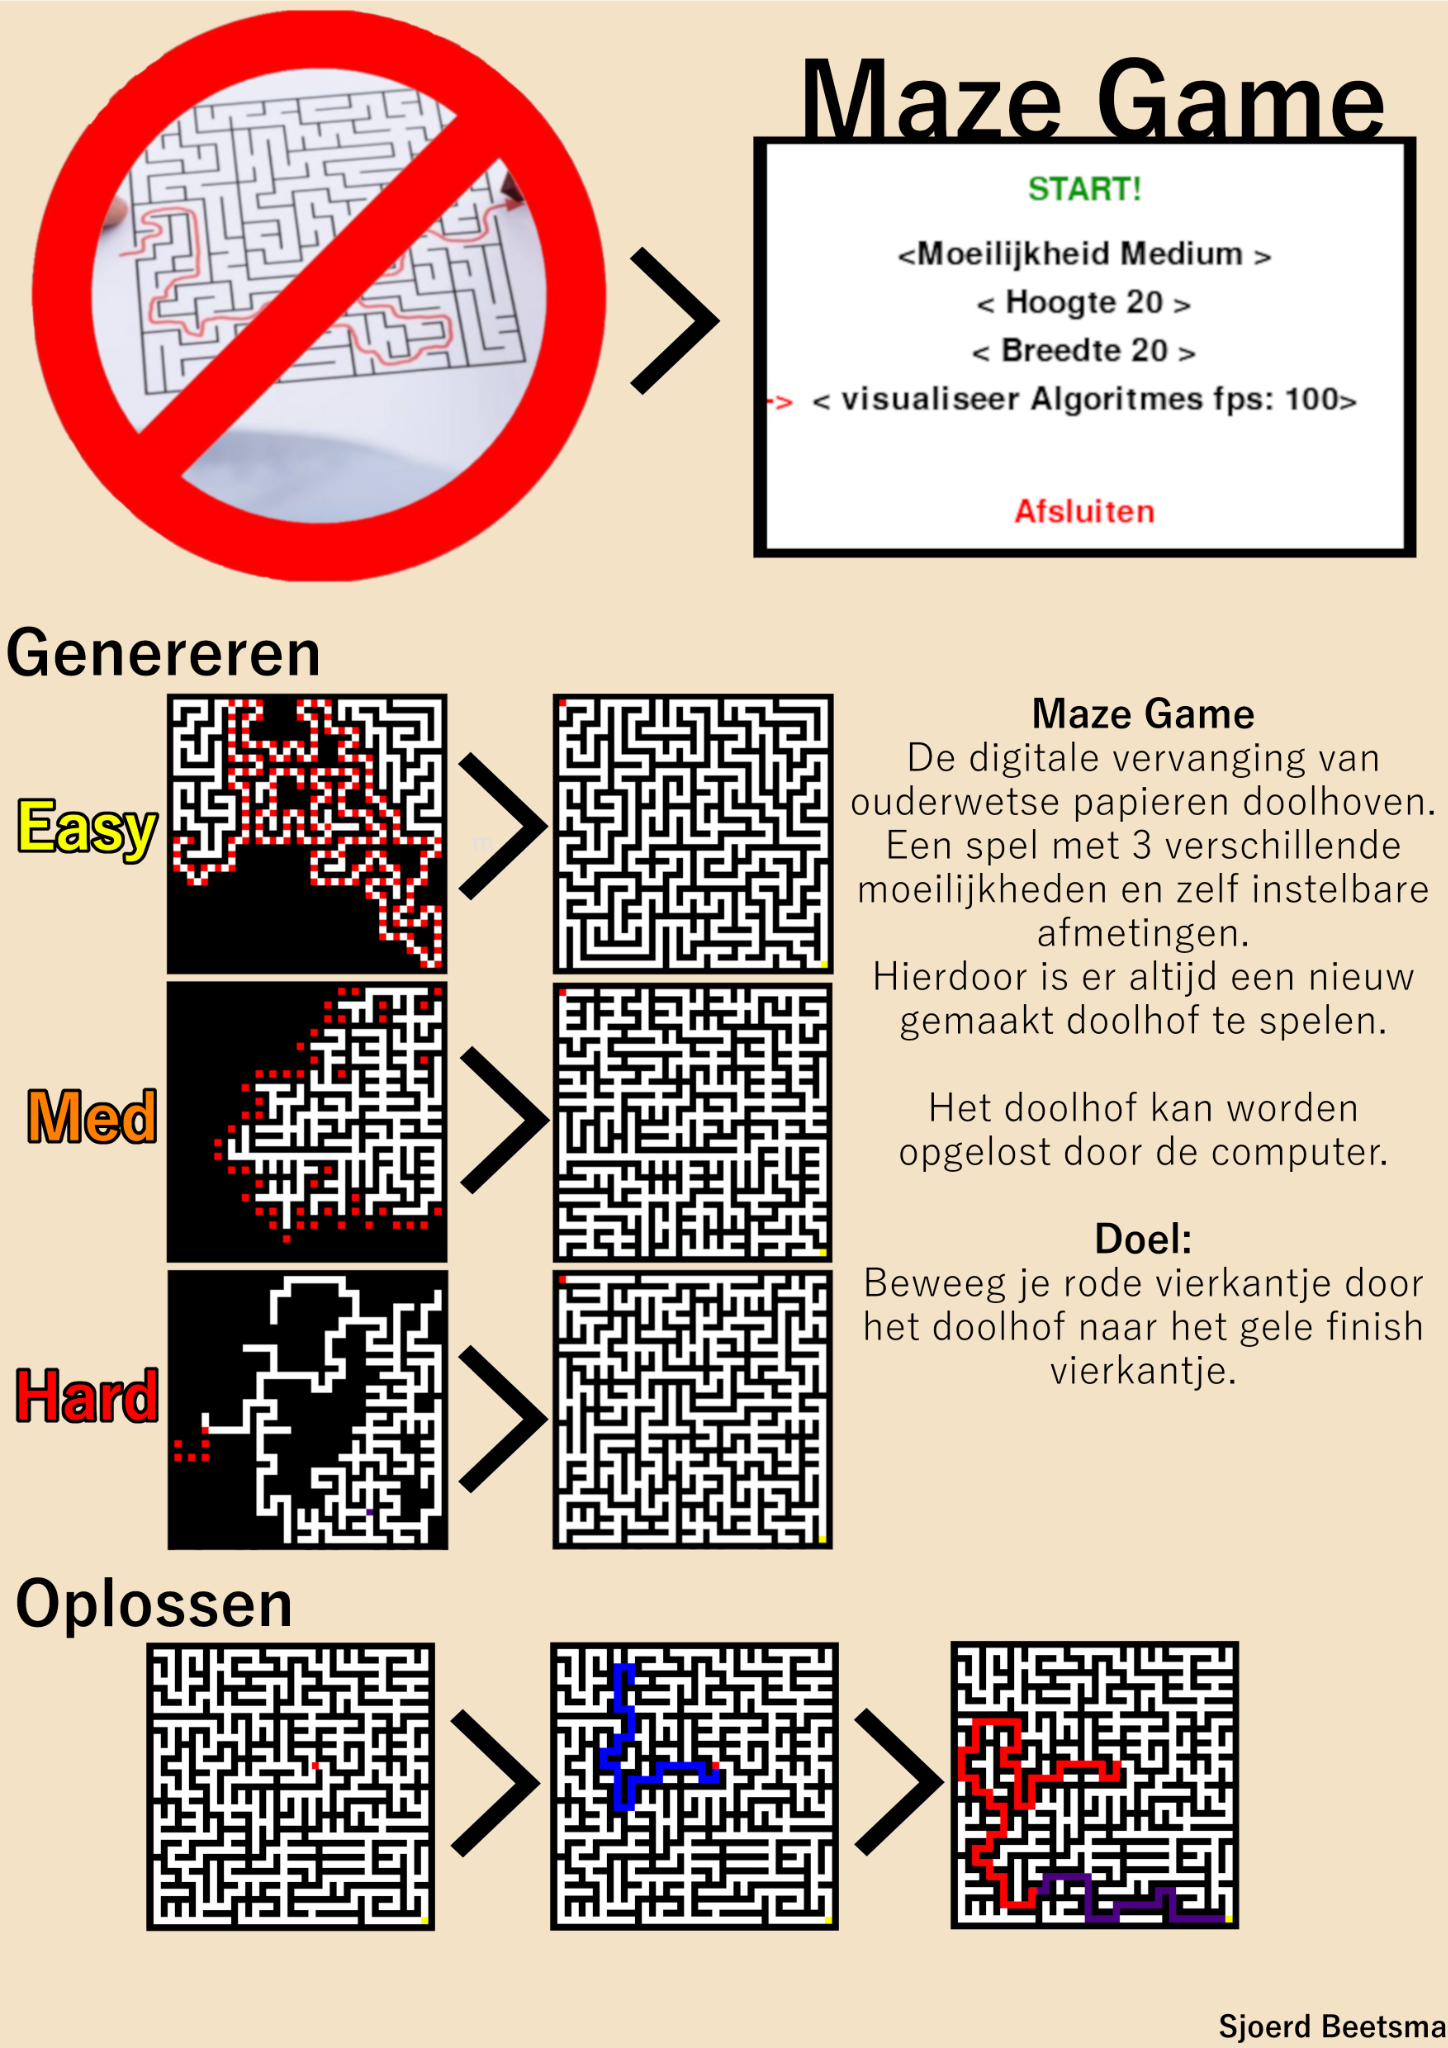 Maze Game
START!
<Moeilijkheid Medium >
< Hoogte 20 >
< Breedte 20 >
-> < visualiseer Algoritmes fps: 100>
Afsluiten
Genereren
Easy
Med
Hard
Maze Game
De digitale vervanging van
ouderwetse papieren doolhoven.
Een spel met 3 verschillende
moeilijkheden en zelf instelbare
afmetingen.
Hierdoor is er altijd een nieuw
gemaakt doolhof te spelen.
Het doolhof kan worden
opgelost door de computer.
Doel:
Beweeg je rode vierkantje door
het doolhof naar het gele finish
vierkantje.
Oplossen
Sjoerd Beetsma